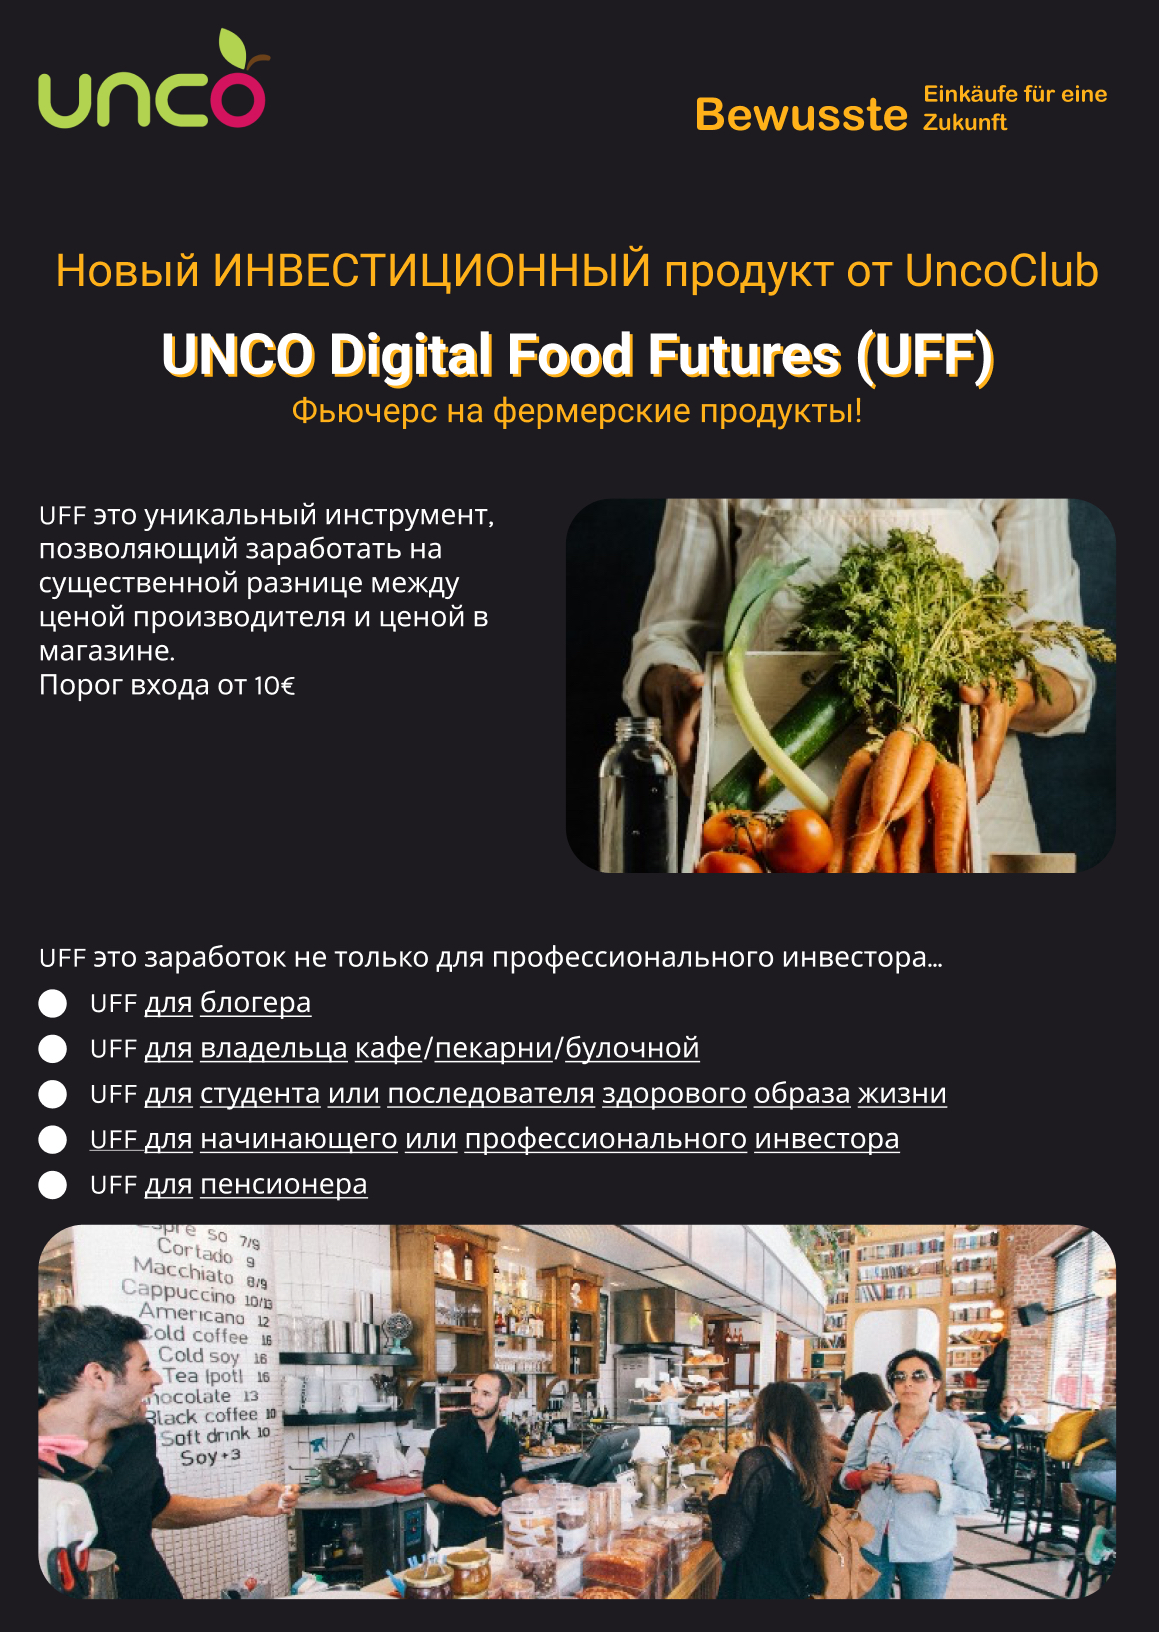 unco
Bewusste
Einkäufe für eine
Zukunft
Новый ИНВЕСТИЦИОННЫЙ продукт от UncoClub
UNCO Digital Food Futures (UFF)
Фьючерс на фермерские продукты!
UFF это уникальный инструмент,
позволяющий заработать на
существенной разнице между
ценой производителя и ценой в
магазине.
Порог входа от 10€
UFF это заработок не только для профессионального инвестора...
UFF для блогера
UFF для владельца кафе/пекарни/булочной
UFF для студента или последователя здорового образа жизни
UFF для начинающего или профессионального инвестора
UFF для пенсионера
so 7/9
Cortado 9
Macchiato 8/9
Cappuccino 10/13
Americano 12
Cold coffee 16
Cold soy 16
Tea (pot) 16
hocolate 13
Black coffee 10
Soft drink 10
Soy+3